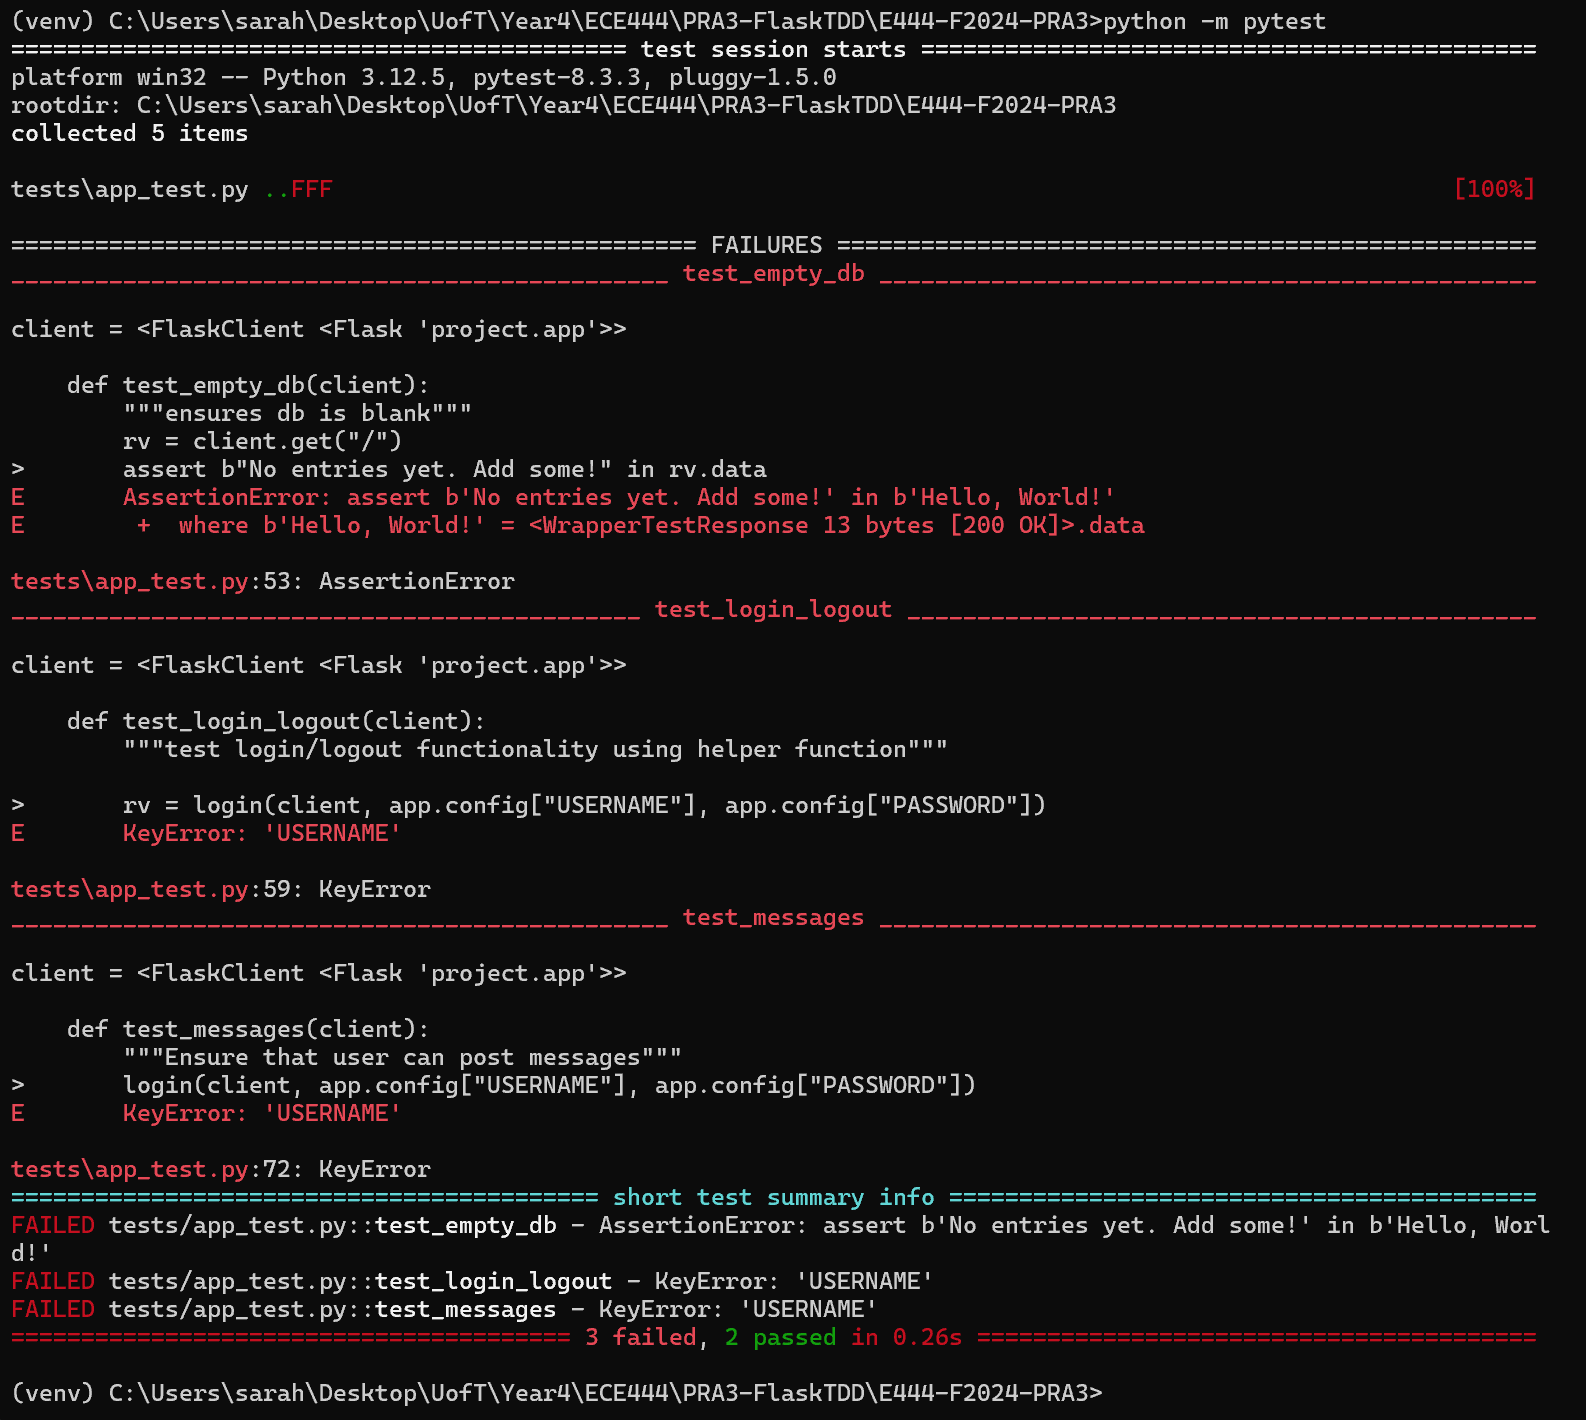 (venv) C:\Users\sarah\Desktop\UofT\Year4\ECE444\PRA3-FlaskTDD\E444-F2024-PRA3>python -m pytest
============================================ test session starts ============================================
platform win32 -- Python 3.12.5, pytest-8.3.3, pluggy-1.5.0
rootdir: C:\Users\sarah\Desktop\UofT\Year4\ECE444\PRA3-FlaskTDD\E444-F2024-PRA3
collected 5 items
tests\app_test.py ..FFF [100%]
================================================= FAILURES ==================================================
_______________________________________________ test_empty_db _______________________________________________
client = <FlaskClient <Flask 'project.app'>>
    def test_empty_db(client):
        """ensures db is blank"""
        rv = client.get("/")
>       assert b"No entries yet. Add some!" in rv.data
E       AssertionError: assert b'No entries yet. Add some!' in b'Hello, World!'
E        +  where b'Hello, World!' = <WrapperTestResponse 13 bytes [200 OK]>.data
tests\app_test.py:53: AssertionError
_____________________________________________ test_login_logout _____________________________________________
client = <FlaskClient <Flask 'project.app'>>
    def test_login_logout(client):
        """test login/logout functionality using helper function"""
>       rv = login(client, app.config["USERNAME"], app.config["PASSWORD"])
E       KeyError: 'USERNAME'
tests\app_test.py:59: KeyError
_______________________________________________ test_messages _______________________________________________
client = <FlaskClient <Flask 'project.app'>>
    def test_messages(client):
        """Ensure that user can post messages"""
>       login(client, app.config["USERNAME"], app.config["PASSWORD"])
E       KeyError: 'USERNAME'
tests\app_test.py:72: KeyError
========================================== short test summary info ==========================================
FAILED tests/app_test.py::test_empty_db - AssertionError: assert b'No entries yet. Add some!' in b'Hello, Worl
d!'
FAILED tests/app_test.py::test_login_logout - KeyError: 'USERNAME'
FAILED tests/app_test.py::test_messages - KeyError: 'USERNAME'
======================================== 3 failed, 2 passed in 0.26s ========================================
(venv) C:\Users\sarah\Desktop\UofT\Year4\ECE444\PRA3-FlaskTDD\E444-F2024-PRA3>